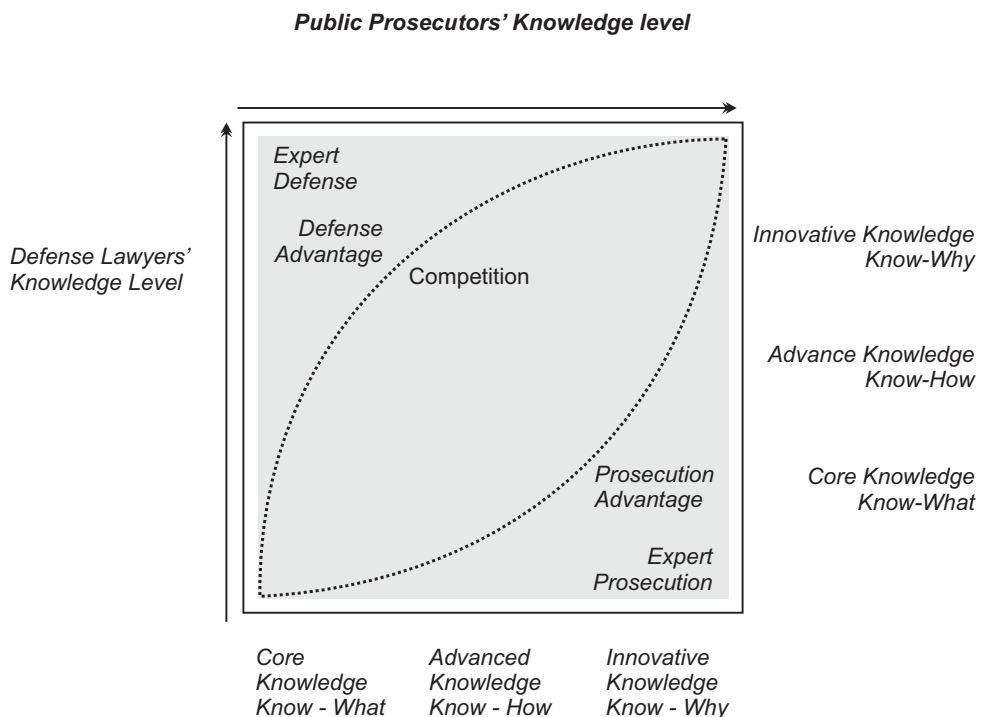 Public Prosecutors’ Knowledge level
Expert
Defense
Defense
Advantage
Competition
Defense Lawyers’
Knowledge Level
Innovative Knowledge
Know-Why
Advance Knowledge
Know-How
Prosecution
Advantage
Core Knowledge
Know-What
Expert
Prosecution
Core
Knowledge
Know - What
Advanced
Knowledge
Know - How
Innovative
Knowledge
Know - Why